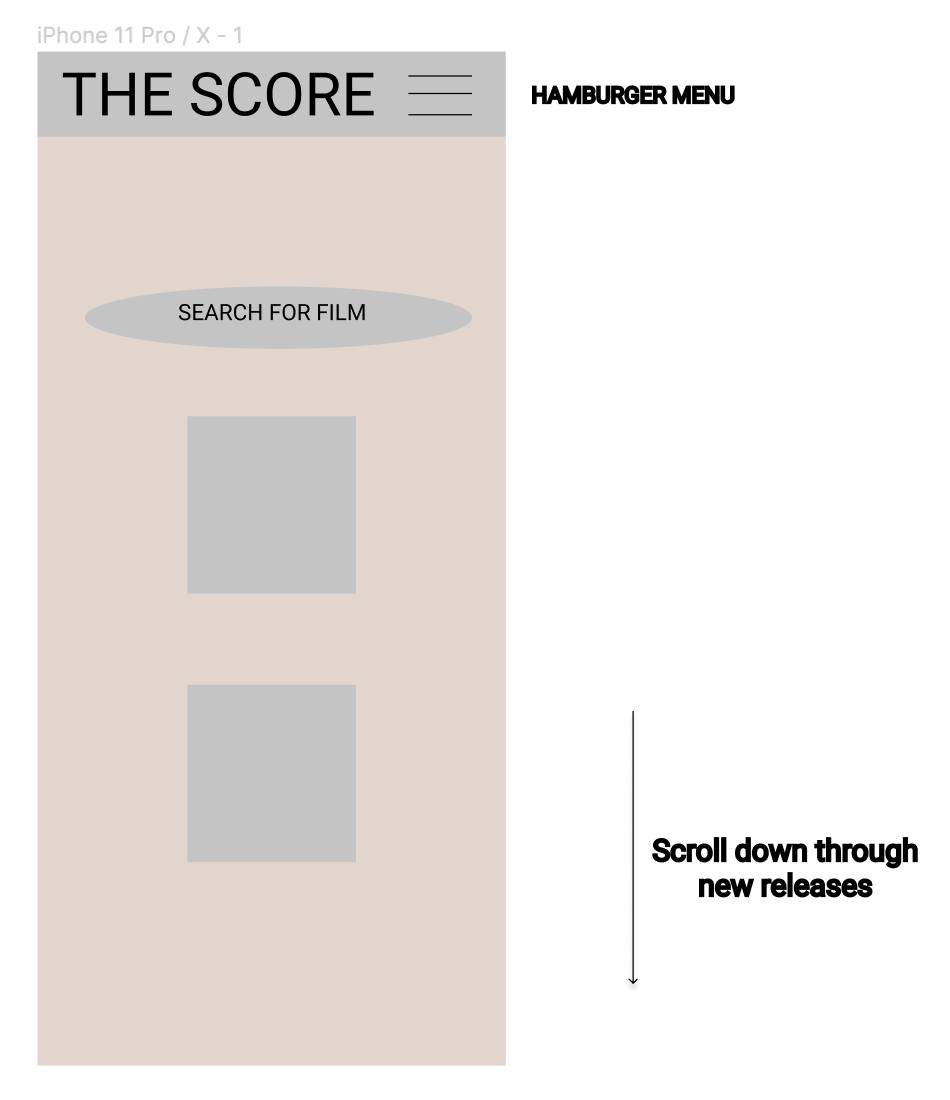 iPhone 11 Pro / X - 1
THE SCORE
HAMBURGER MENU
SEARCH FOR FILM
Scroll down through
new releases